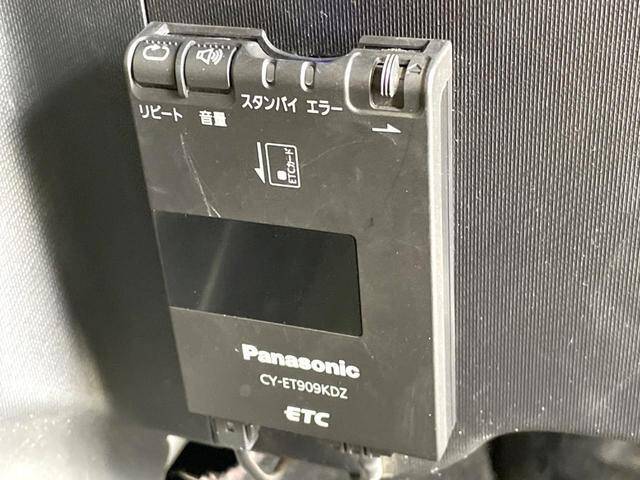 リピート 音量 スタンバイ エラー
ETCカード
Panasonic
CY-ET909KDZ
ETC